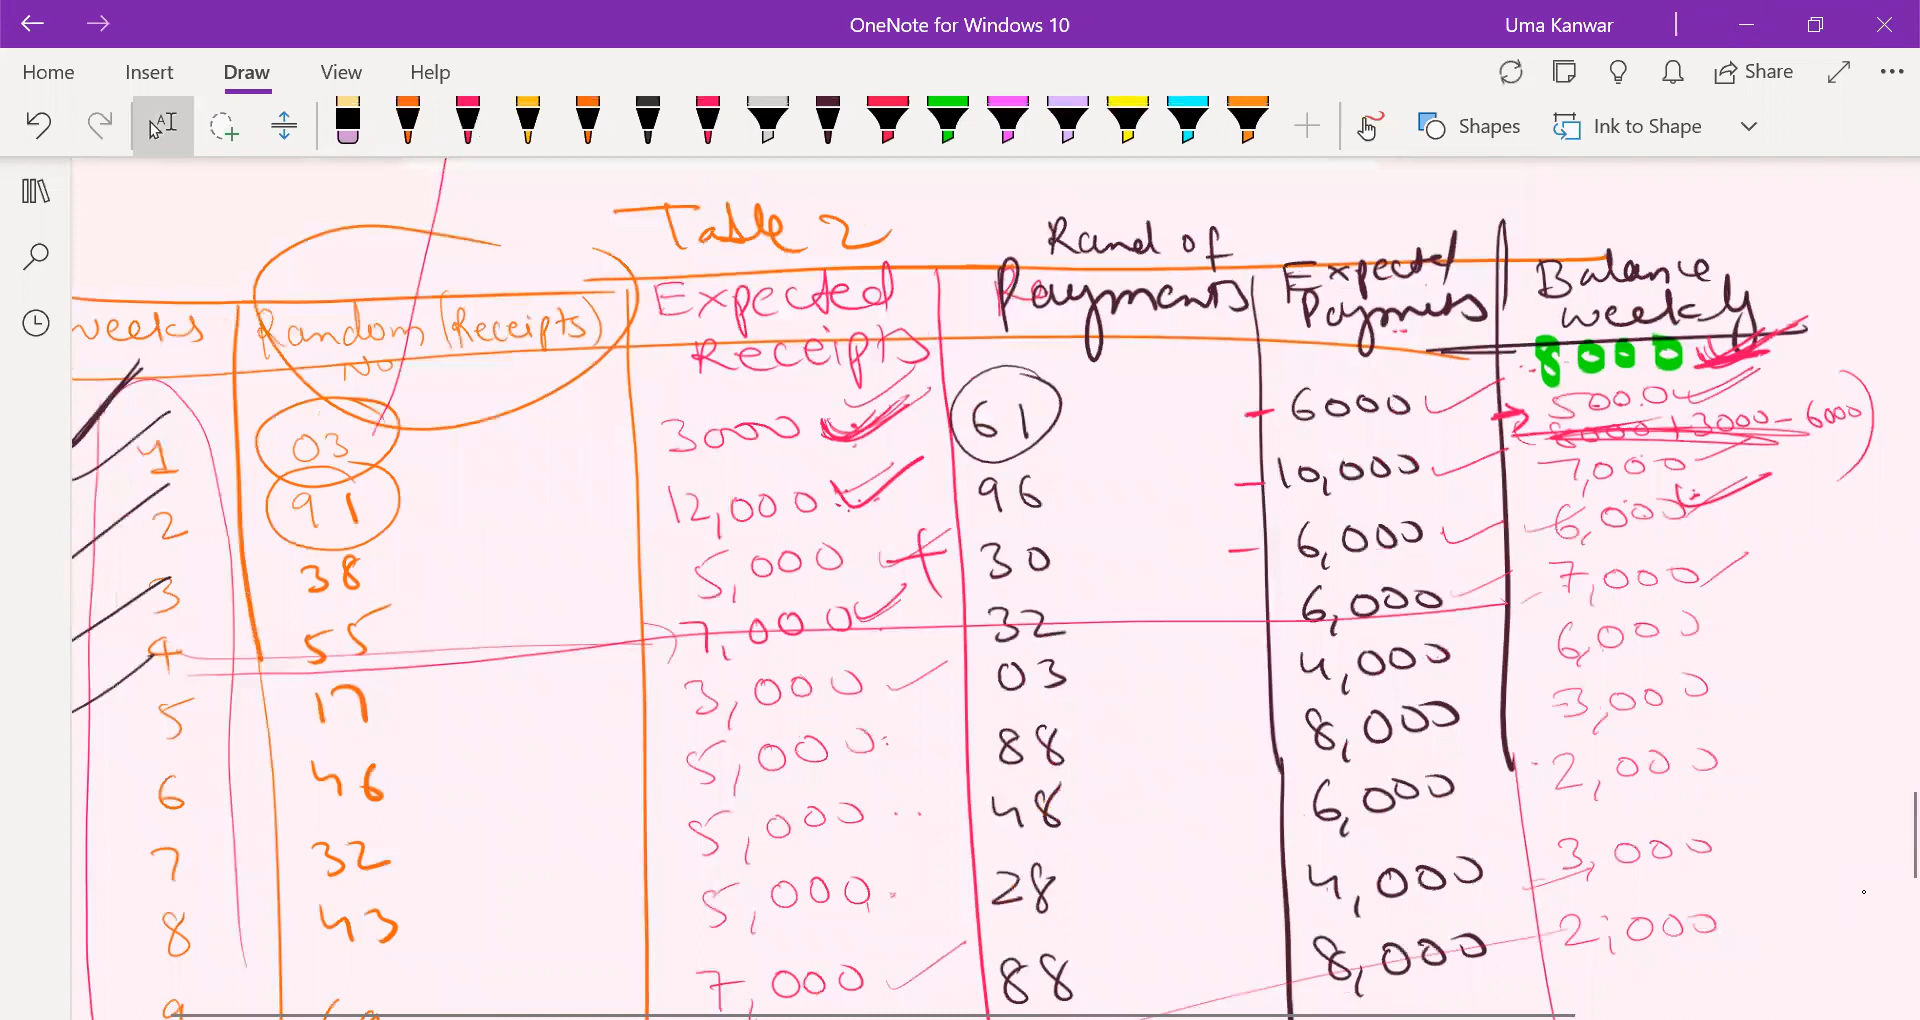 OneNote for Windows 10
Uma Kanwar
Home Insert Draw View Help
Share
Shapes Ink to Shape
Table 2
weeks Random (Receipts) No Expected Receipts Rand of Payments Expected Payments Balance weekly
8000
1 03 3000 61 6000 5000
8000 + 3000 - 6000
2 91 12,000 96 10,000 7,000
3 38 5,000 30 6,000 6,000
4 55 7,000 32 6,000 7,000
5 17 3,000 03 4,000 6,000
6 46 5,000 88 8,000 3,000
7 32 5,000 48 6,000 2,000
8 43 5,000 28 4,000 3,000
9 7,000 88 8,000 2,000